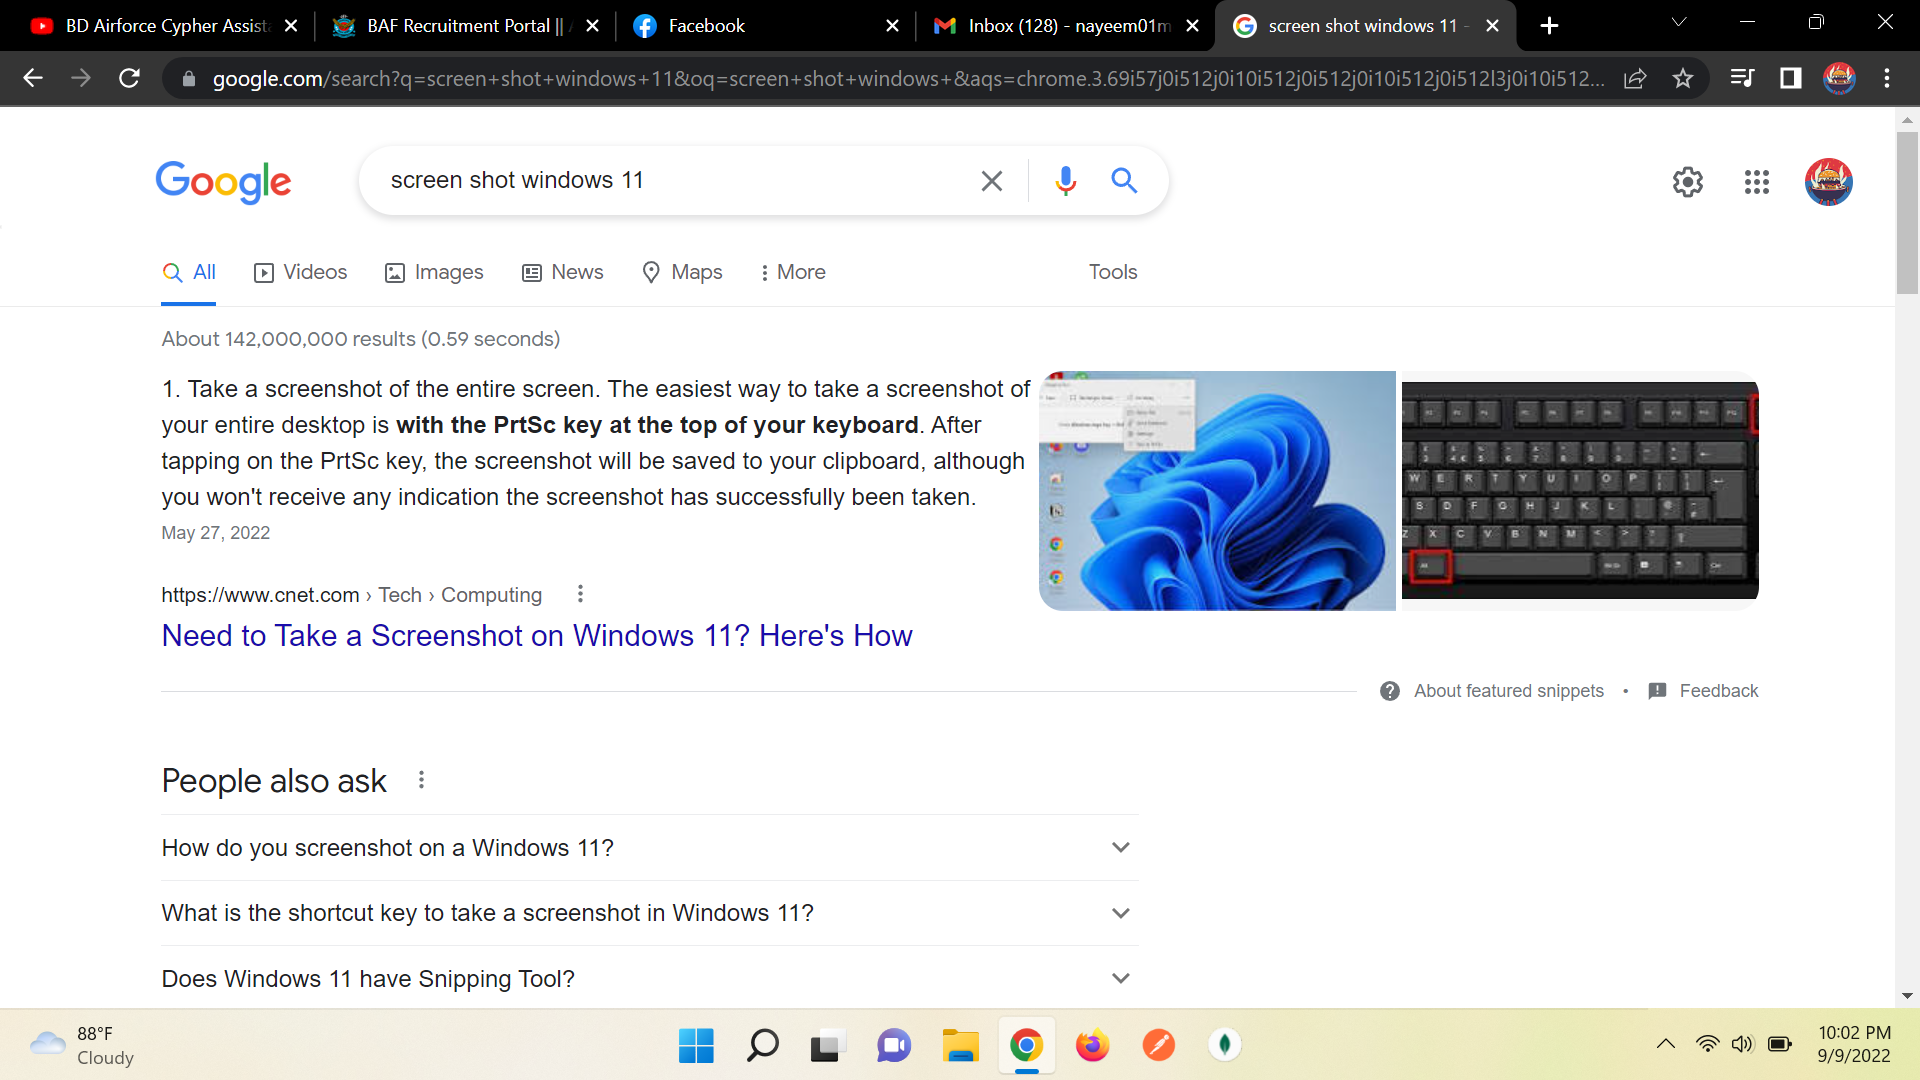 BD Airforce Cypher Assista
BAF Recruitment Portal ||
Facebook
Inbox (128) - nayeem01m
screen shot windows 11 -
google.com/search?q=screen+shot+windows+11&oq=screen+shot+windows+&aqs=chrome.3.69i57j0i512j0i10i512j0i512j0i10i512j0i512l3j0i10i512...
Google
screen shot windows 11
All
Videos
Images
News
Maps
More
Tools
About 142,000,000 results (0.59 seconds)
1. Take a screenshot of the entire screen. The easiest way to take a screenshot of
your entire desktop is with the PrtSc key at the top of your keyboard. After
tapping on the PrtSc key, the screenshot will be saved to your clipboard, although
you won't receive any indication the screenshot has successfully been taken.
May 27, 2022
https://www.cnet.com › Tech › Computing
Need to Take a Screenshot on Windows 11? Here's How
About featured snippets • Feedback
People also ask
How do you screenshot on a Windows 11?
What is the shortcut key to take a screenshot in Windows 11?
Does Windows 11 have Snipping Tool?
88°F
Cloudy
10:02 PM
9/9/2022